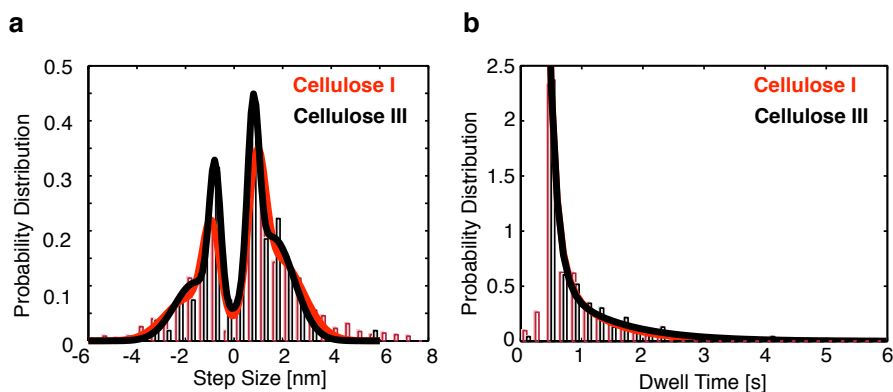 a
0.5
0.4
0.3
0.2
0.1
0
-6
-4
-2
0
2
4
6
8
Probability Distribution
Step Size [nm]
Cellulose I
Cellulose III
b
2.5
2
1.5
1
0.5
0
0
1
2
3
4
5
6
Probability Distribution
Dwell Time [s]
Cellulose I
Cellulose III